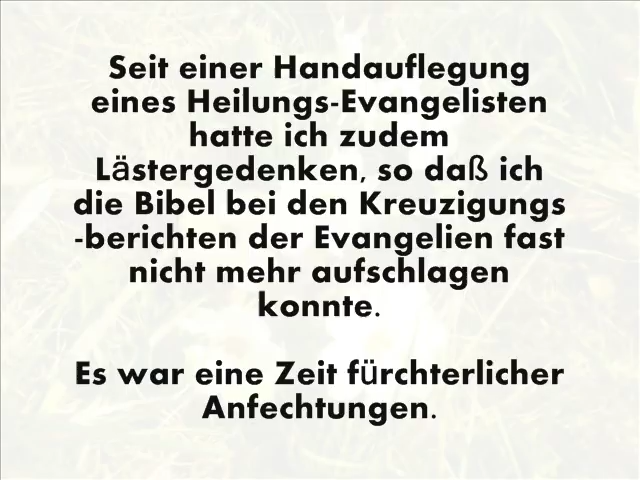 Seit einer Handauflegung
eines Heilungs-Evangelisten
hatte ich zudem
Lästergedenken, so daß ich
die Bibel bei den Kreuzigungs
-berichten der Evangelien fast
nicht mehr aufschlagen
konnte.
Es war eine Zeit fürchterlicher
Anfechtungen.